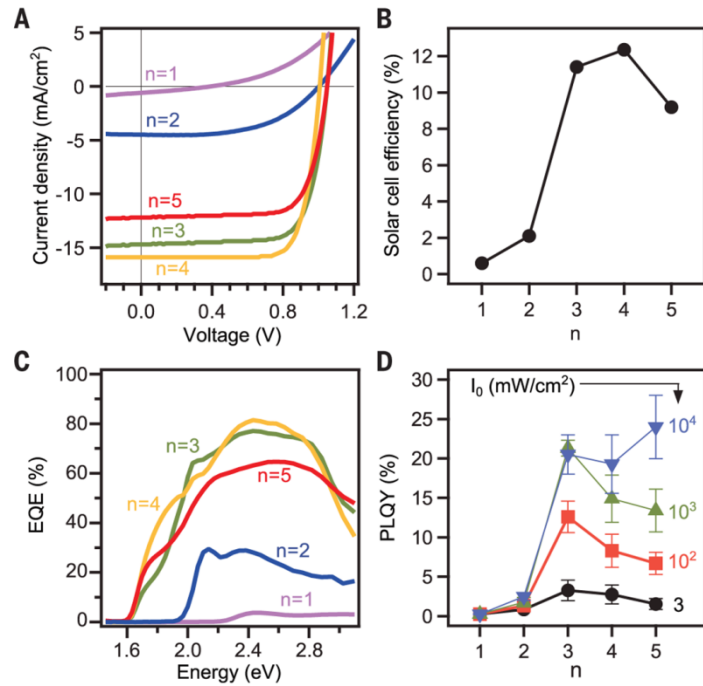 A
5
0
-5
-10
-15
Current density (mA/cm²)
n=1
n=2
n=5
n=3
n=4
0.0 0.4 0.8 1.2
Voltage (V)
B
12
10
8
6
4
2
0
Solar cell efficiency (%)
1 2 3 4 5
n
C
100
80
60
40
20
0
EQE (%)
n=3
n=4
n=5
n=2
n=1
1.6 2.0 2.4 2.8
Energy (eV)
D
30
25
20
15
10
5
0
PLQY (%)
I₀ (mW/cm²)
10⁴
10³
10²
3
1 2 3 4 5
n